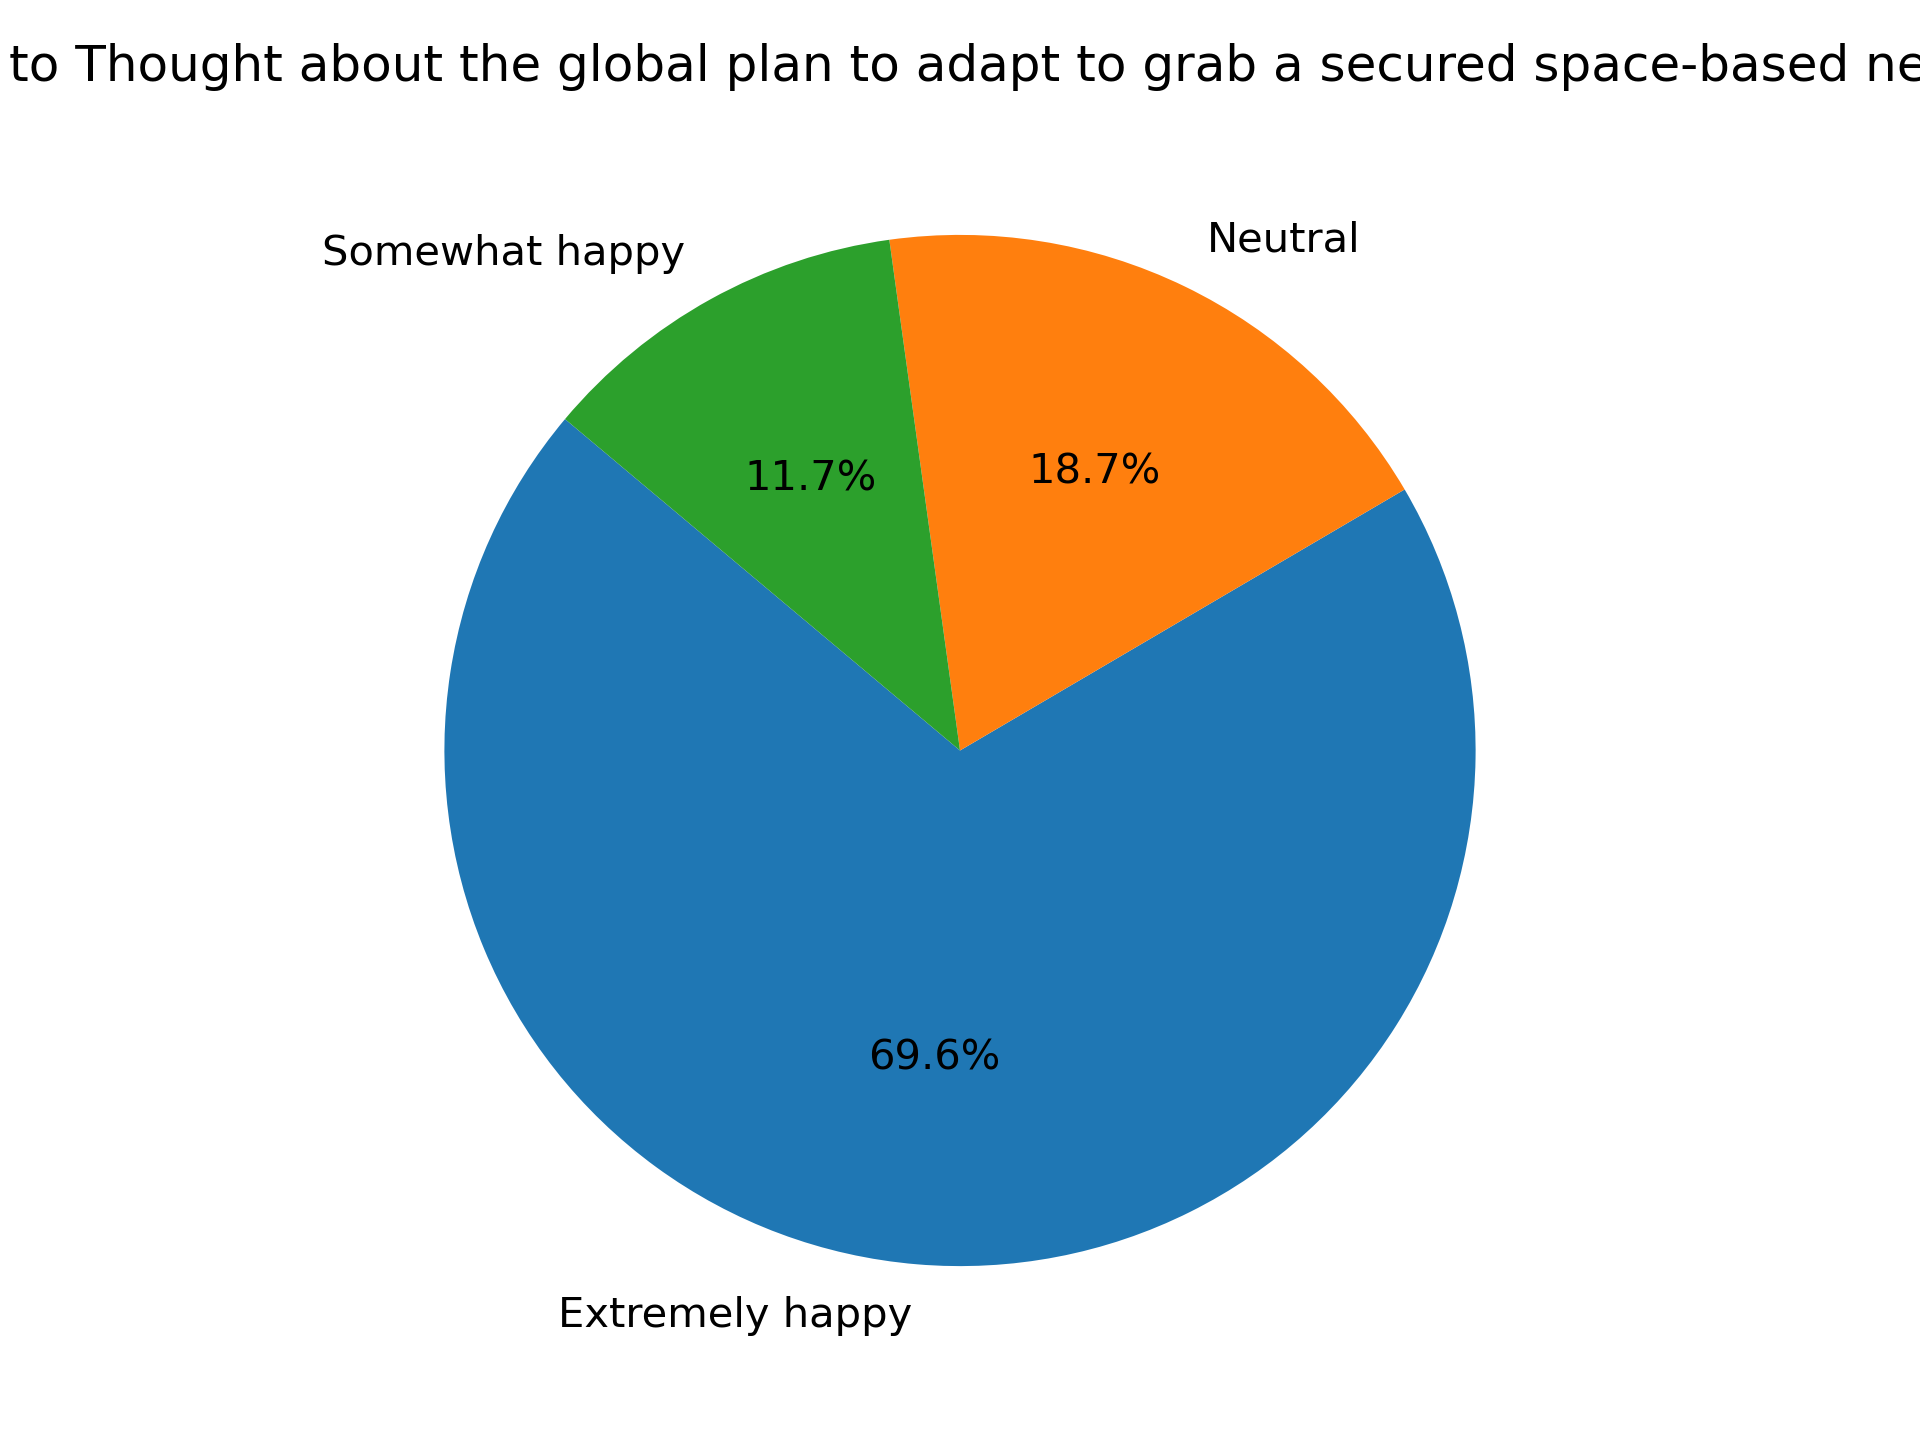 to Thought about the global plan to adapt to grab a secured space-based
Somewhat happy
Neutral
11.7%
18.7%
69.6%
Extremely happy